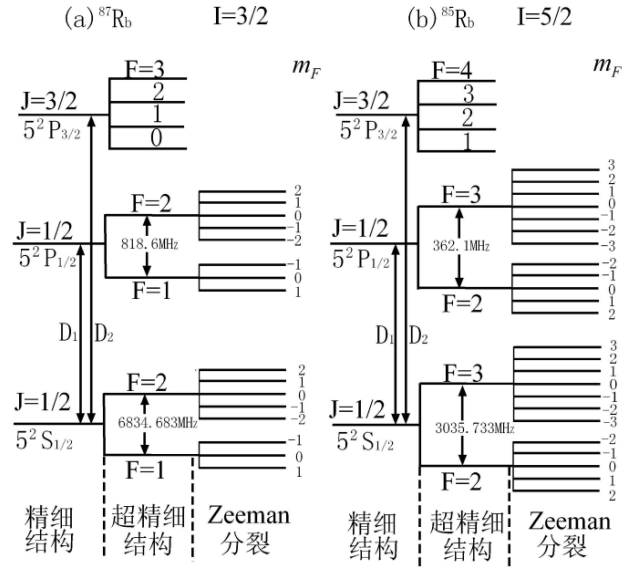 (a) ⁸⁷Rb I=3/2
m_F
F=3
J=3/2
2
1
0
5²P₃/₂
F=2
2
1
0
-1
-2
J=1/2
818.6MHz
5²P₁/₂
F=1
-1
0
1
D₁
D₂
F=2
2
1
0
-1
-2
J=1/2
6834.683MHz
5²S₁/₂
F=1
-1
0
1
精细
结构
超精细
结构
Zeeman
分裂
(b) ⁸⁵Rb I=5/2
m_F
F=4
J=3/2
3
2
1
5²P₃/₂
F=3
3
2
1
0
-1
-2
-3
J=1/2
362.1MHz
5²P₁/₂
F=2
-2
-1
0
1
2
D₁
D₂
F=3
3
2
1
0
-1
-2
-3
J=1/2
3035.733MHz
5²S₁/₂
F=2
-2
-1
0
1
2
精细
结构
超精细
结构
Zeeman
分裂